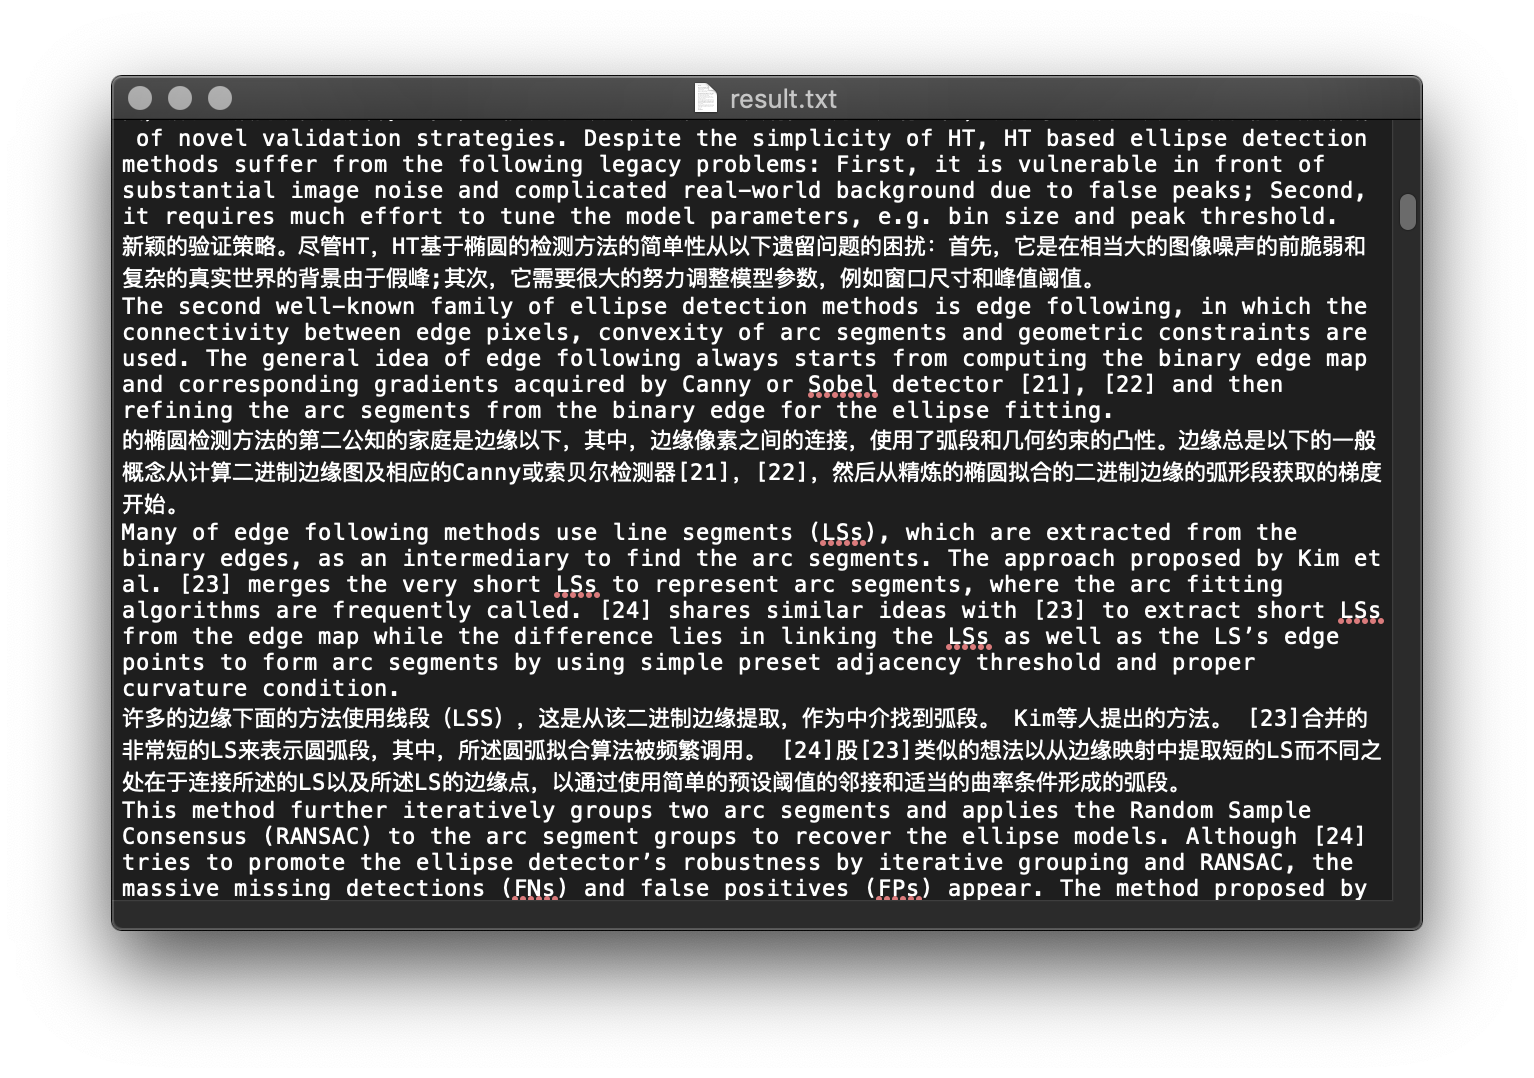 result.txt
of novel validation strategies. Despite the simplicity of HT, HT based ellipse detection
methods suffer from the following legacy problems: First, it is vulnerable in front of
substantial image noise and complicated real-world background due to false peaks; Second,
it requires much effort to tune the model parameters, e.g. bin size and peak threshold.
新颖的验证策略。尽管HT，HT基于椭圆的检测方法的简单性从以下遗留问题的困扰：首先，它是在相当大的图像噪声的前脆弱和
复杂的真实世界的背景由于假峰;其次，它需要很大的努力调整模型参数，例如窗口尺寸和峰值阈值。
The second well-known family of ellipse detection methods is edge following, in which the
connectivity between edge pixels, convexity of arc segments and geometric constraints are
used. The general idea of edge following always starts from computing the binary edge map
and corresponding gradients acquired by Canny or Sobel detector [21], [22] and then
refining the arc segments from the binary edge for the ellipse fitting.
的椭圆检测方法的第二公知的家庭是边缘以下，其中，边缘像素之间的连接，使用了弧段和几何约束的凸性。边缘总是以下的一般
概念从计算二进制边缘图及相应的Canny或索贝尔检测器[21]，[22]，然后从精炼的椭圆拟合的二进制边缘的弧形段获取的梯度
开始。
Many of edge following methods use line segments (LSs), which are extracted from the
binary edges, as an intermediary to find the arc segments. The approach proposed by Kim et
al. [23] merges the very short LSs to represent arc segments, where the arc fitting
algorithms are frequently called. [24] shares similar ideas with [23] to extract short LSs
from the edge map while the difference lies in linking the LSs as well as the LS’s edge
points to form arc segments by using simple preset adjacency threshold and proper
curvature condition.
许多的边缘下面的方法使用线段（LSS），这是从该二进制边缘提取，作为中介找到弧段。 Kim等人提出的方法。 [23]合并的
非常短的LS来表示圆弧段，其中，所述圆弧拟合算法被频繁调用。 [24]股[23]类似的想法以从边缘映射中提取短的LS而不同之
处在于连接所述的LS以及所述LS的边缘点，以通过使用简单的预设阈值的邻接和适当的曲率条件形成的弧段。
This method further iteratively groups two arc segments and applies the Random Sample
Consensus (RANSAC) to the arc segment groups to recover the ellipse models. Although [24]
tries to promote the ellipse detector’s robustness by iterative grouping and RANSAC, the
massive missing detections (FNs) and false positives (FPs) appear. The method proposed by